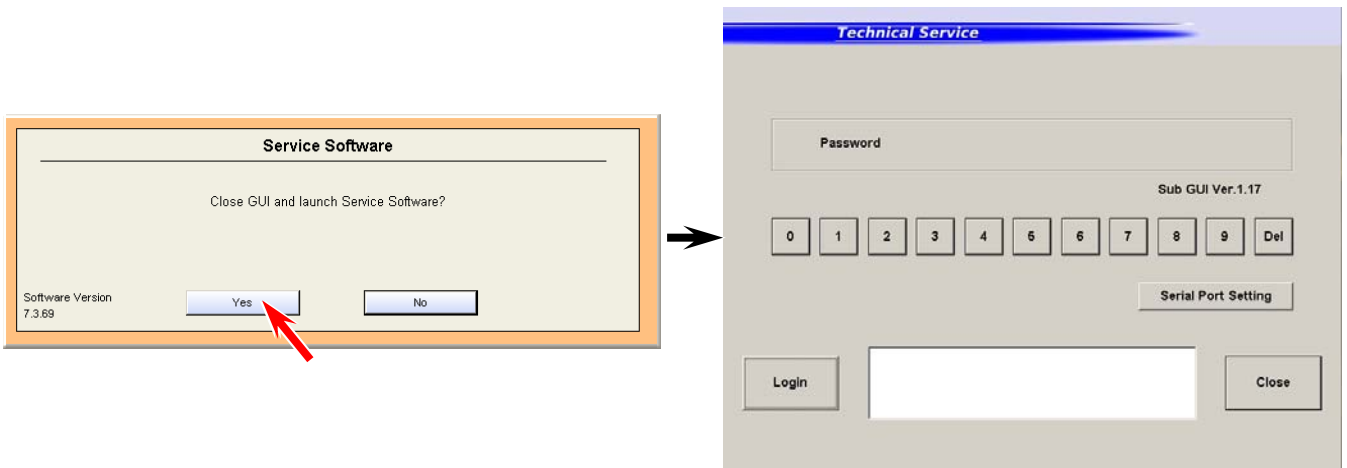 Service Software
Close GUI and launch Service Software?
Software Version
7.3.69
Yes
No
Technical Service
Password
Sub GUI Ver.1.17
0 1 2 3 4 5 6 7 8 9 Del
Serial Port Setting
Login
Close